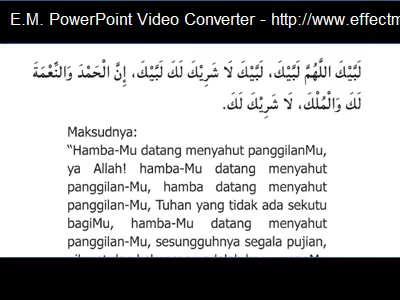 E.M. PowerPoint Video Converter - http://www.effectm
لَبَّيْكَ اللَّهُمَّ لَبَّيْكَ، لَبَّيْكَ لَا شَرِيْكَ لَكَ لَبَّيْكَ، إِنَّ الْحَمْدَ وَالنِّعْمَةَ
لَكَ وَالْمُلْكَ، لَا شَرِيْكَ لَكَ.
Maksudnya:
“Hamba-Mu datang menyahut panggilanMu,
ya Allah! hamba-Mu datang menyahut
panggilan-Mu, hamba datang menyahut
panggilan-Mu, Tuhan yang tidak ada sekutu
bagiMu, hamba-Mu datang menyahut
panggilan-Mu, sesungguhnya segala pujian,